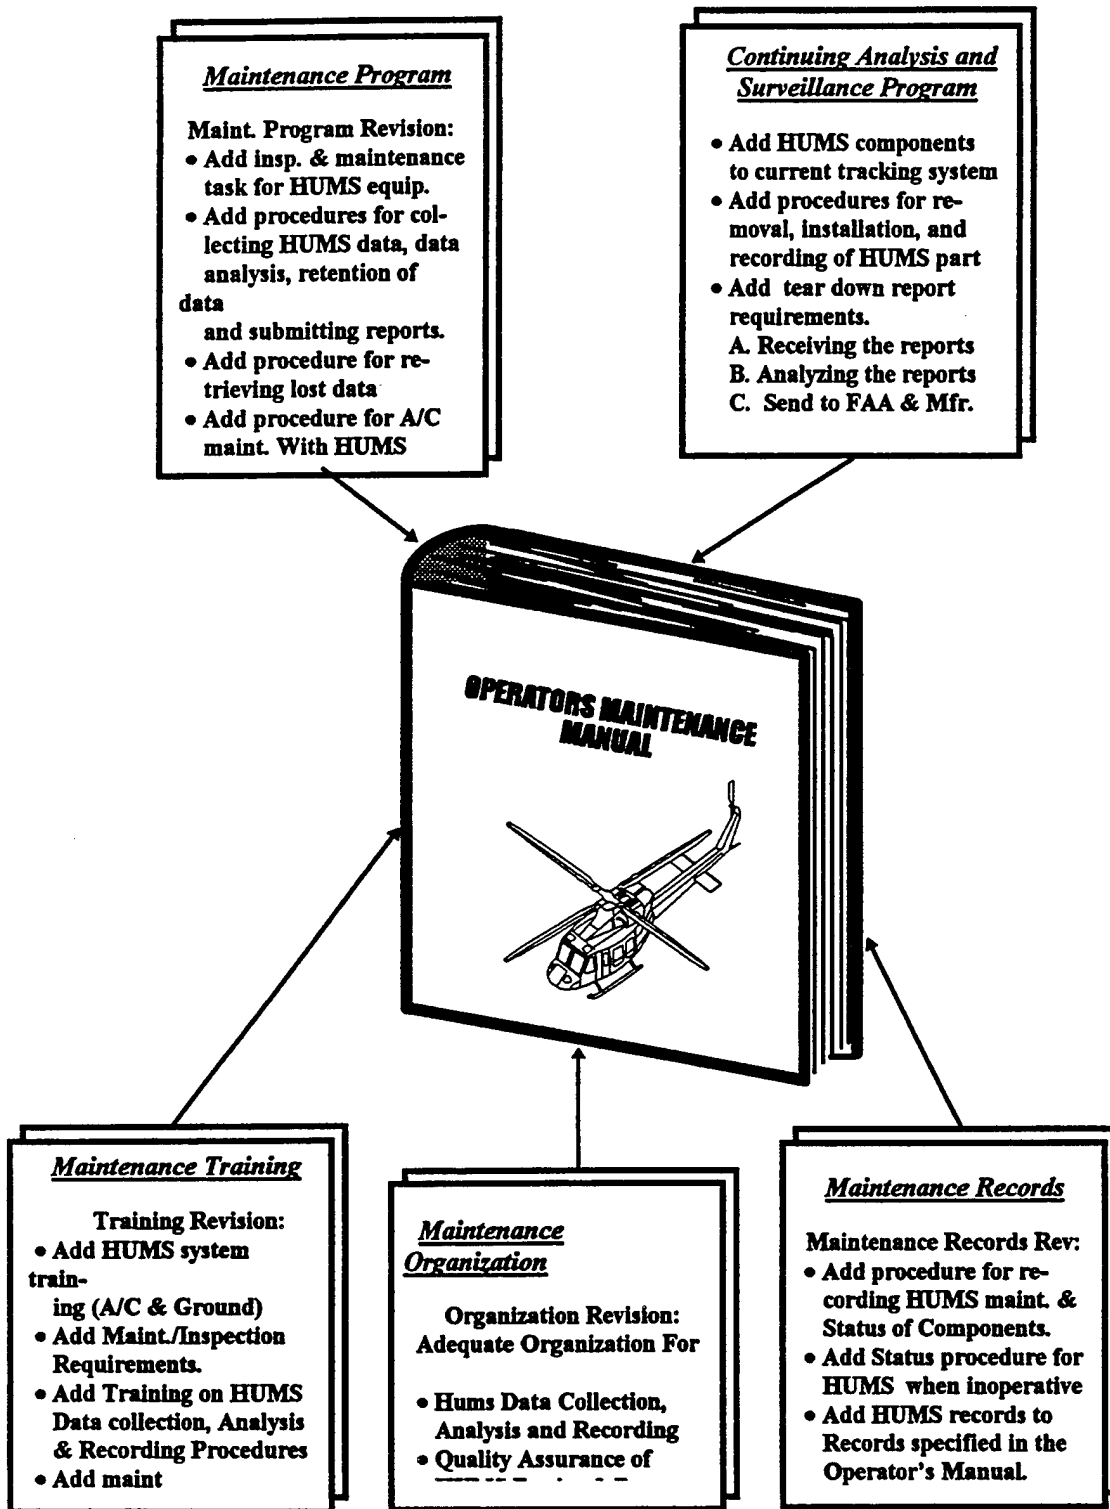 Maintenance Program
Maint. Program Revision:
• Add insp. & maintenance
task for HUMS equip.
• Add procedures for col-
lecting HUMS data, data
analysis, retention of
data
and submitting reports.
• Add procedure for re-
trieving lost data
• Add procedure for A/C
maint. With HUMS
Continuing Analysis and
Surveillance Program
• Add HUMS components
to current tracking system
• Add procedures for re-
moval, installation, and
recording of HUMS part
• Add tear down report
requirements.
A. Receiving the reports
B. Analyzing the reports
C. Send to FAA & Mfr.
OPERATORS MAINTENANCE
MANUAL
Maintenance Training
Training Revision:
• Add HUMS system
train-
ing (A/C & Ground)
• Add Maint./Inspection
Requirements.
• Add Training on HUMS
Data collection, Analysis
& Recording Procedures
• Add maint
Maintenance
Organization
Organization Revision:
Adequate Organization For
• Hums Data Collection,
Analysis and Recording
• Quality Assurance of
Maintenance Records
Maintenance Records Rev:
• Add procedure for re-
cording HUMS maint. &
Status of Components.
• Add Status procedure for
HUMS when inoperative
• Add HUMS records to
Records specified in the
Operator's Manual.